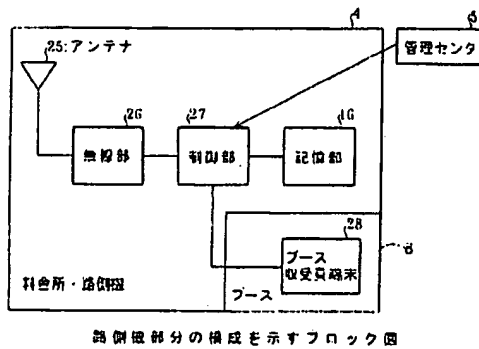 A
5
25:アンテナ
管理センタ
26
27
16
無線部
制御部
記憶部
28
B
ブース
収受員端末
料金所・路側機
ブース
路側機部分の構成を示すブロック図